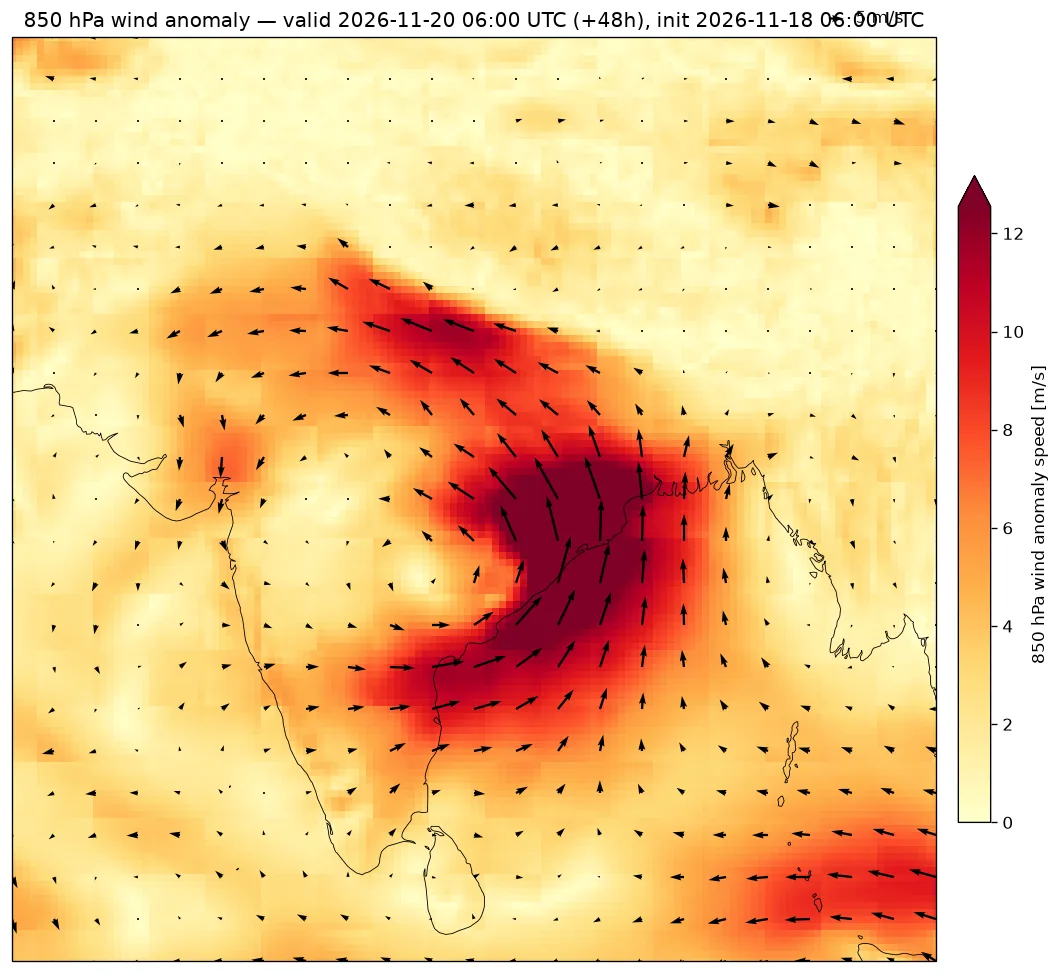 850 hPa wind anomaly — valid 2026-11-20 06:00 UTC (+48h), init 2026-11-18 06:00 UTC
5 m/s
12
10
8
6
4
2
0
850 hPa wind anomaly speed [m/s]